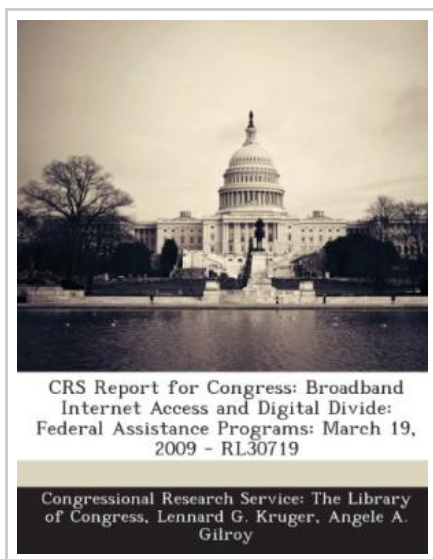 CRS Report for Congress: Broadband
Internet Access and Digital Divide:
Federal Assistance Programs: March 19,
2009 - RL30719
Congressional Research Service: The Library
of Congress, Lennard G. Kruger, Angele A.
Gilroy